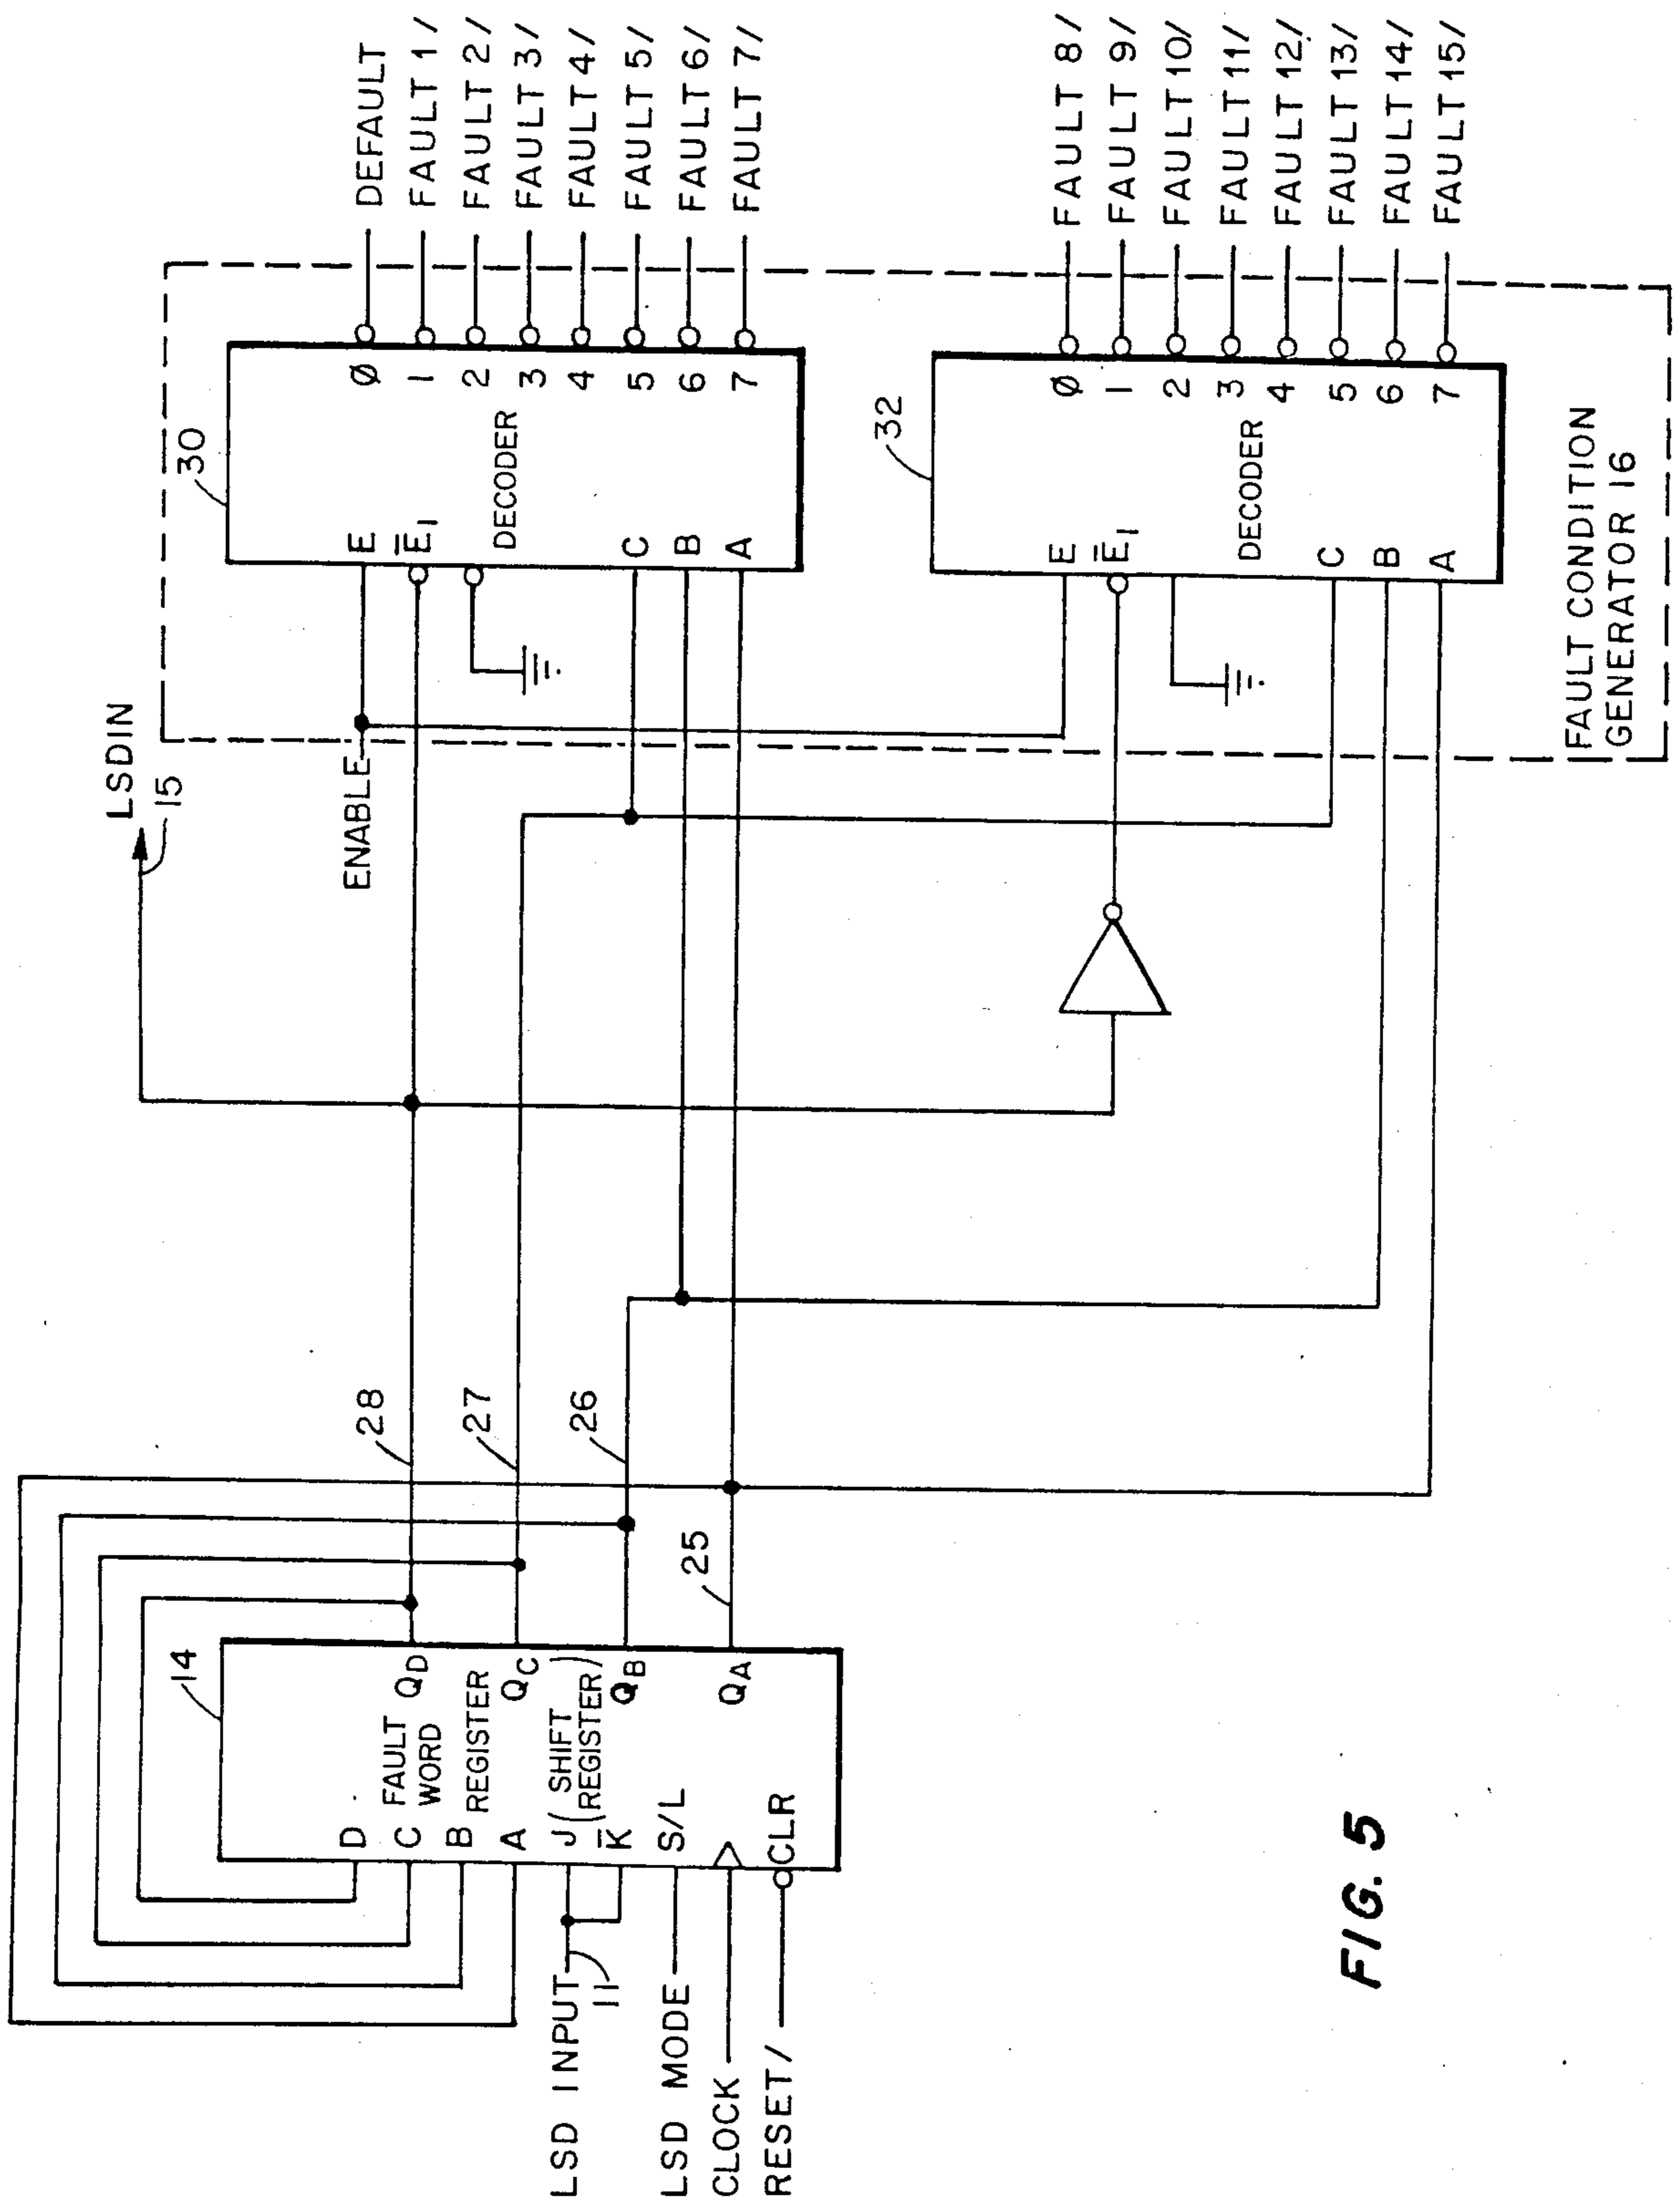 LSDIN
15
ENABLE
30
E
E̅1
DECODER
C
B
A
Ø
1
2
3
4
5
6
7
DEFAULT
FAULT 1/
FAULT 2/
FAULT 3/
FAULT 4/
FAULT 5/
FAULT 6/
FAULT 7/
32
E
E̅1
DECODER
C
B
A
Ø
1
2
3
4
5
6
7
FAULT 8/
FAULT 9/
FAULT 10/
FAULT 11/
FAULT 12/
FAULT 13/
FAULT 14/
FAULT 15/
FAULT CONDITION
GENERATOR 16
14
D
C
B
A
J
K̅
S/L
CLR
FAULT
WORD
REGISTER
(SHIFT
REGISTER)
QD
QC
QB
QA
28
27
26
25
LSD INPUT
11
LSD MODE
CLOCK
RESET/
FIG. 5